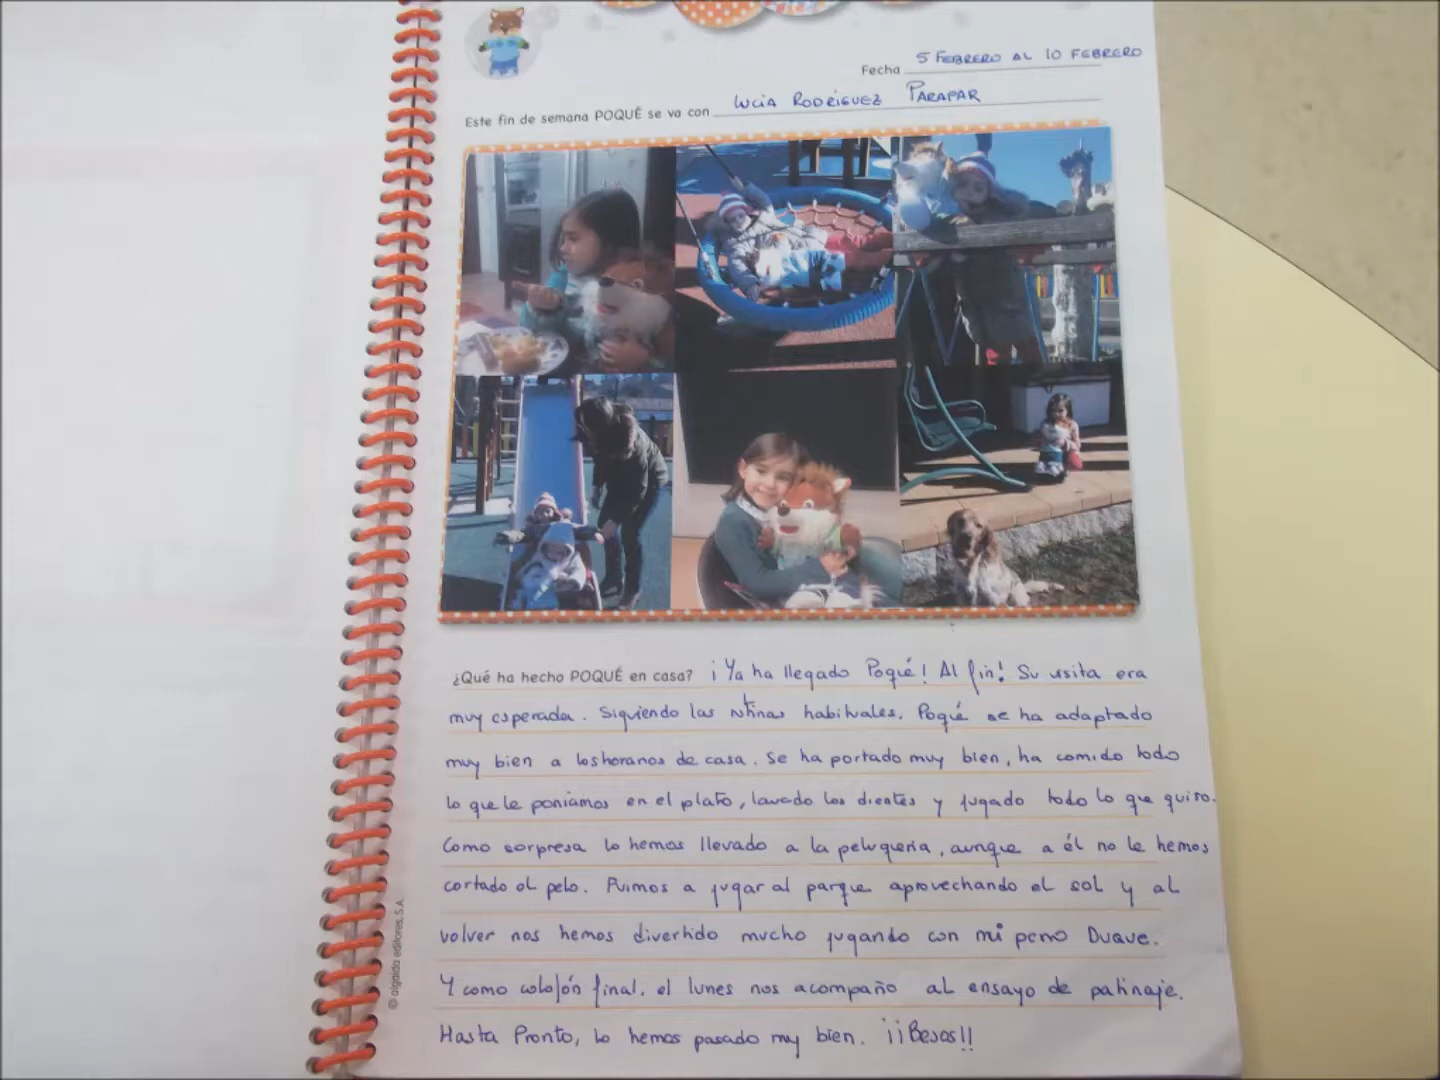 Fecha 5 FEBRERO AL 10 FEBRERO
Este fin de semana POQUÉ se va con LUCIA RODRIGUEZ PARAPAR
¿Qué ha hecho POQUÉ en casa? ¡Ya ha llegado Poqué! Al fin! Su visita era
muy esperada. Siguiendo las rutinas habituales, Poqué se ha adaptado
muy bien a los horarios de casa. Se ha portado muy bien, ha comido todo
lo que le poniamos en el plato, lavado los dientes y jugado todo lo que quiso.
Como sorpresa lo hemos llevado a la peluqueria, aunque a él no le hemos
cortado el pelo. Fuimos a jugar al parque aprovechando el sol y al
volver nos hemos divertido mucho jugando con mi perro Duque.
Y como colofón final, el lunes nos acompaño al ensayo de patinaje.
Hasta Pronto, lo hemos pasado muy bien. ¡¡Besos!!
© algaida editores, S.A.